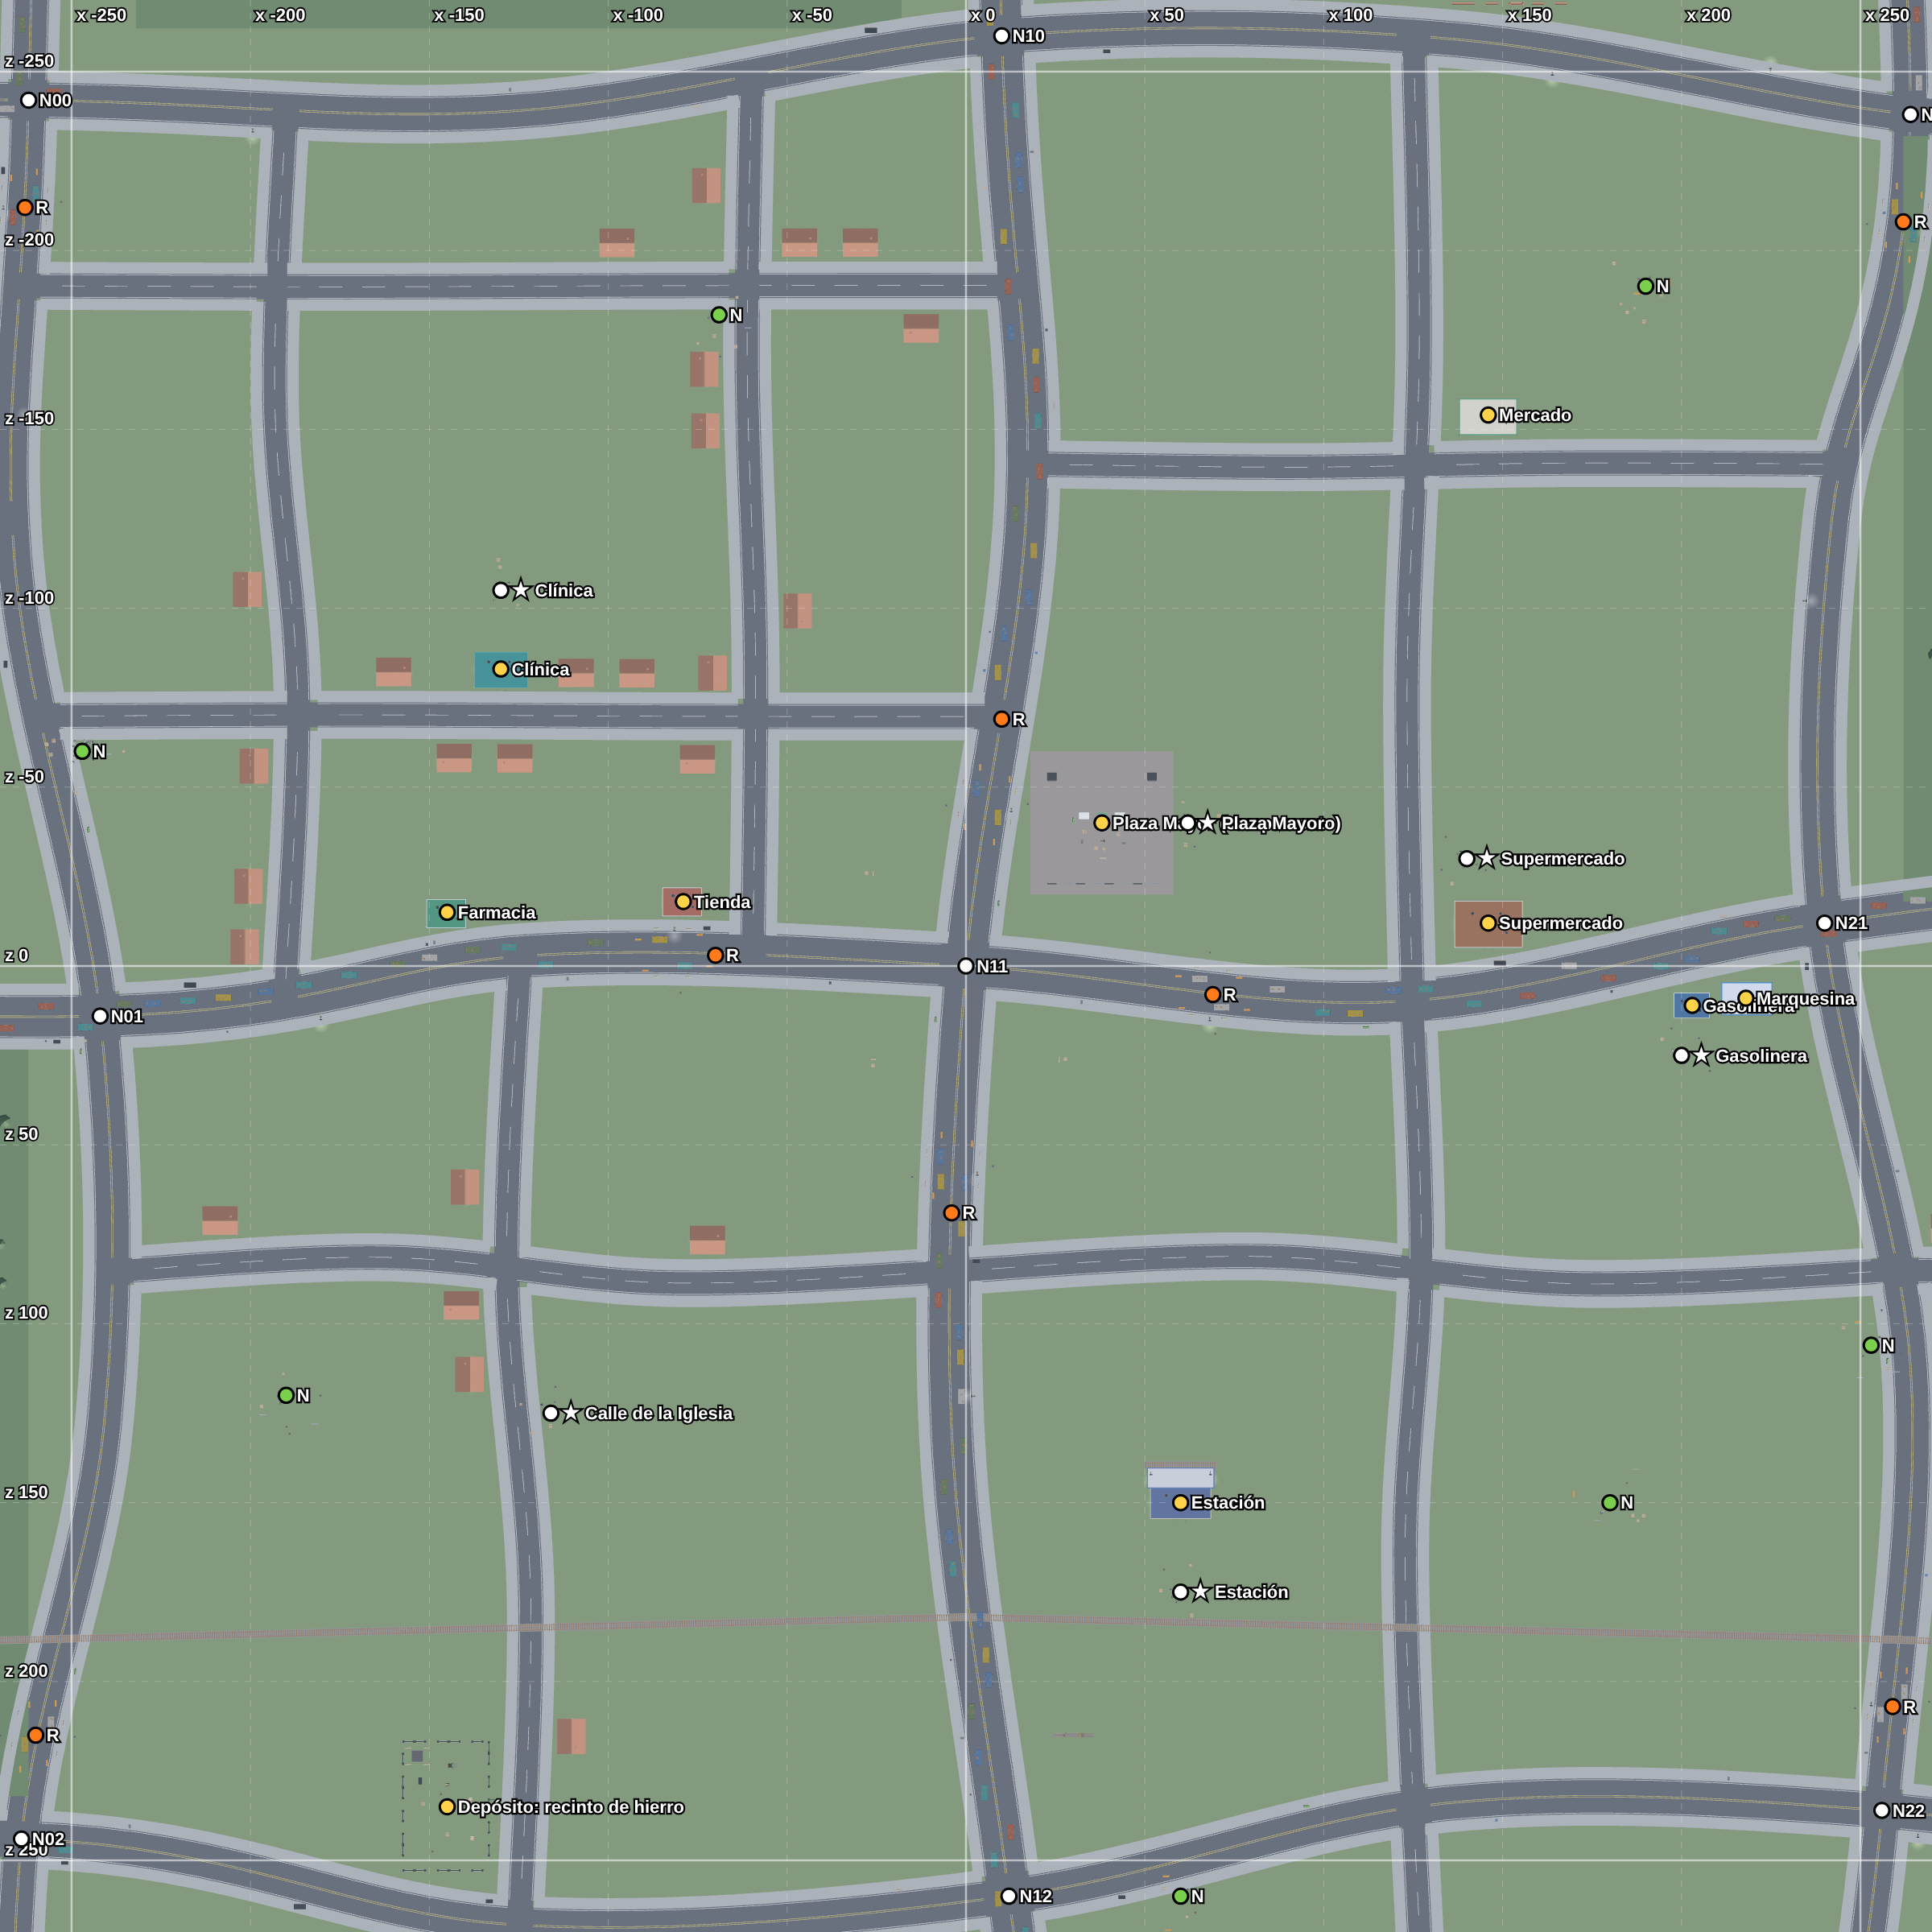 x -250
x -200
x -150
x -100
x -50
x 0
x 50
x 100
x 150
x 200
x 250
N10
z -250
N00
N
R
R
z -200
N
N
z -150
Mercado
z -100
Clínica
Clínica
R
N
z -50
Plaza Mayor
Supermercado
Tienda
Farmacia
Supermercado
N21
z 0
R
N11
R
Marquesina
Gasolinera
N01
Gasolinera
z 50
R
z 100
N
N
Calle de la Iglesia
z 150
Estación
N
Estación
z 200
R
R
Depósito: recinto de hierro
N22
N02
z 250
N12
N